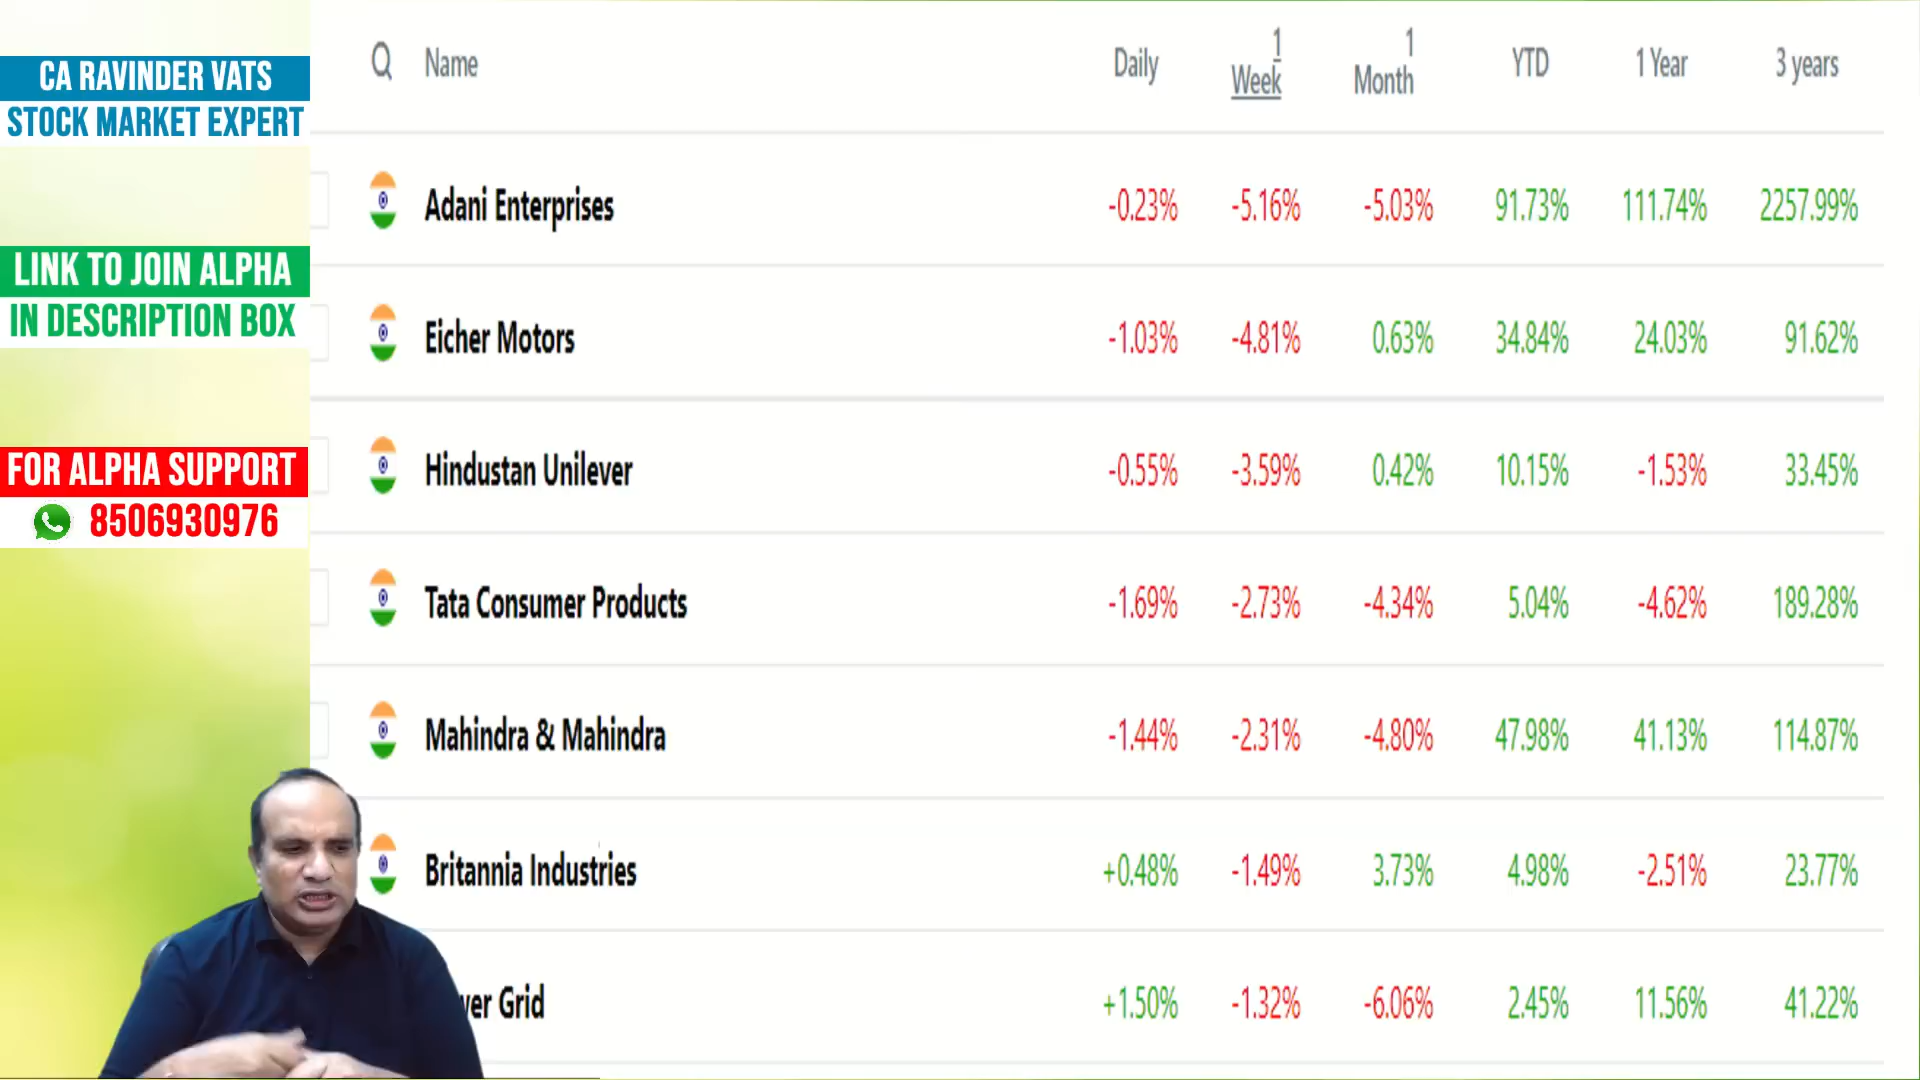 CA RAVINDER VATS
STOCK MARKET EXPERT
LINK TO JOIN ALPHA
IN DESCRIPTION BOX
FOR ALPHA SUPPORT
8506930976
Name Daily 1 Week 1 Month YTD 1 Year 3 years
Adani Enterprises -0.23% -5.16% -5.03% 91.73% 111.74% 2257.99%
Eicher Motors -1.03% -4.81% 0.63% 34.84% 24.03% 91.62%
Hindustan Unilever -0.55% -3.59% 0.42% 10.15% -1.53% 33.45%
Tata Consumer Products -1.69% -2.73% -4.34% 5.04% -4.62% 189.28%
Mahindra & Mahindra -1.44% -2.31% -4.80% 47.98% 41.13% 114.87%
Britannia Industries +0.48% -1.49% 3.73% 4.98% -2.51% 23.77%
Grid +1.50% -1.32% -6.06% 2.45% 11.56% 41.22%